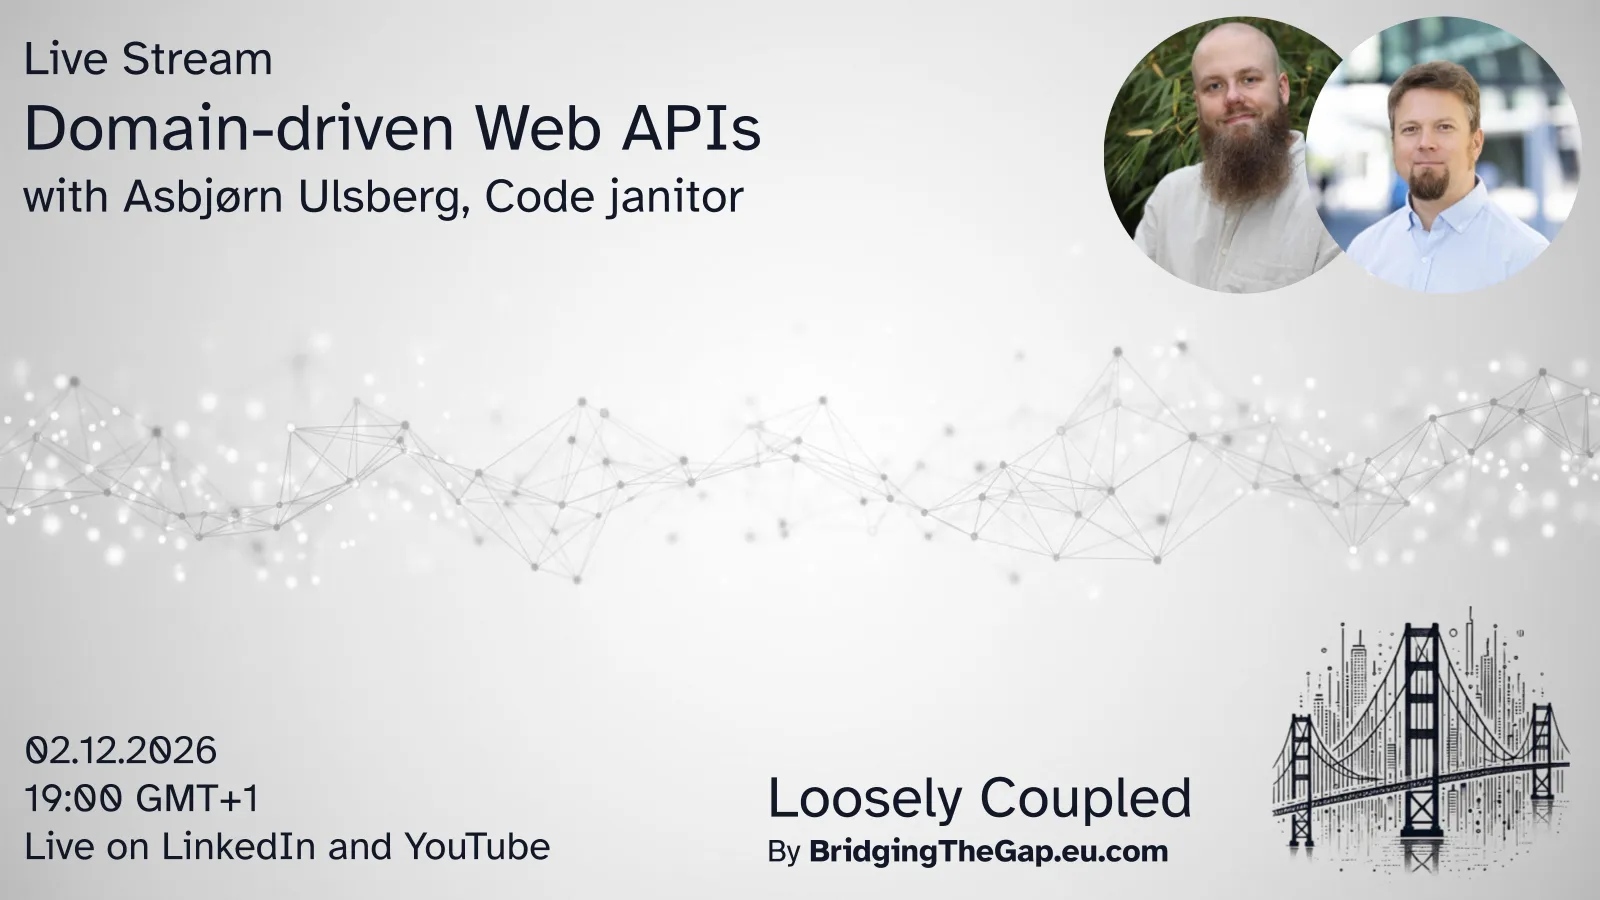 Live Stream
Domain-driven Web APIs
with Asbjørn Ulsberg, Code janitor
02.12.2026
19:00 GMT+1
Live on LinkedIn and YouTube
Loosely Coupled
By BridgingTheGap.eu.com